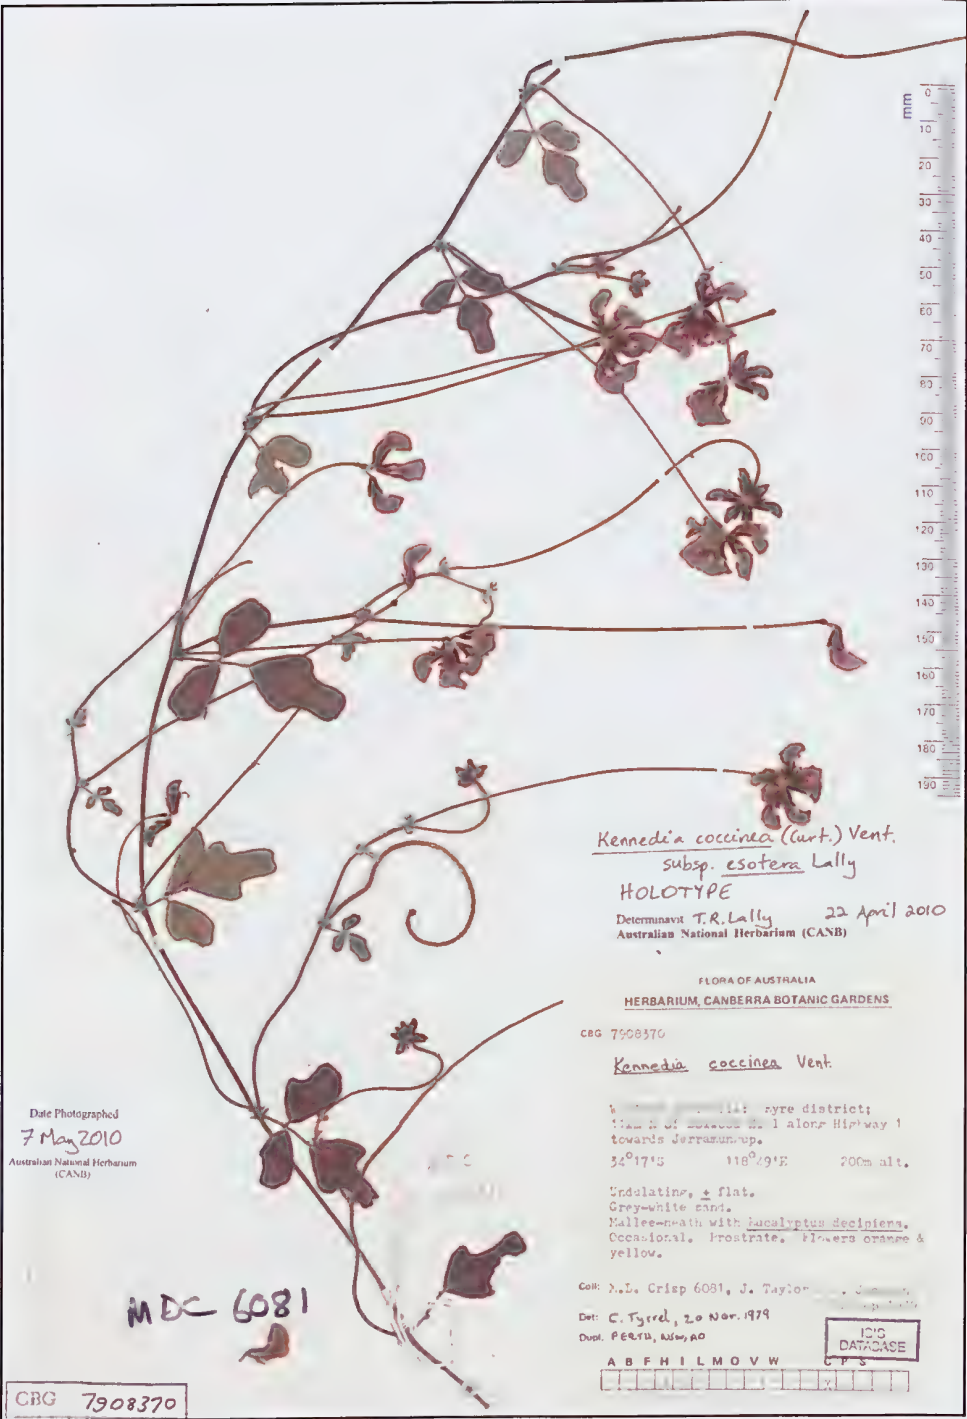 mm
0
10
20
30
40
50
60
70
80
90
100
110
120
130
140
150
160
170
180
190
Kennedia coccinea (Curt.) Vent.
subsp. esotera Lally
HOLOTYPE
Determinavit T.R. Lally 22 April 2010
Australian National Herbarium (CANB)
FLORA OF AUSTRALIA
HERBARIUM, CANBERRA BOTANIC GARDENS
CBG 7908370
Kennedia coccinea Vent.
Eyre district;
along Highway 1
towards Jerramungup.
34°17'S 118°49'E 200m alt.
Undulating, ± flat.
Grey-white sand.
Mallee-heath with Eucalyptus decipiens.
Occasional. Prostrate. Flowers orange &
yellow.
Coll: M.D. Crisp 6081, J. Taylor
Det: C. Tyrrel, 20 Nov. 1979
Dupl. PERTH, NSW, AD
IBIS
DATABASE
A B F H I L M O V W C P S
Date Photographed
7 May 2010
Australian National Herbarium
(CANB)
MDC 6081
CBG 7908370